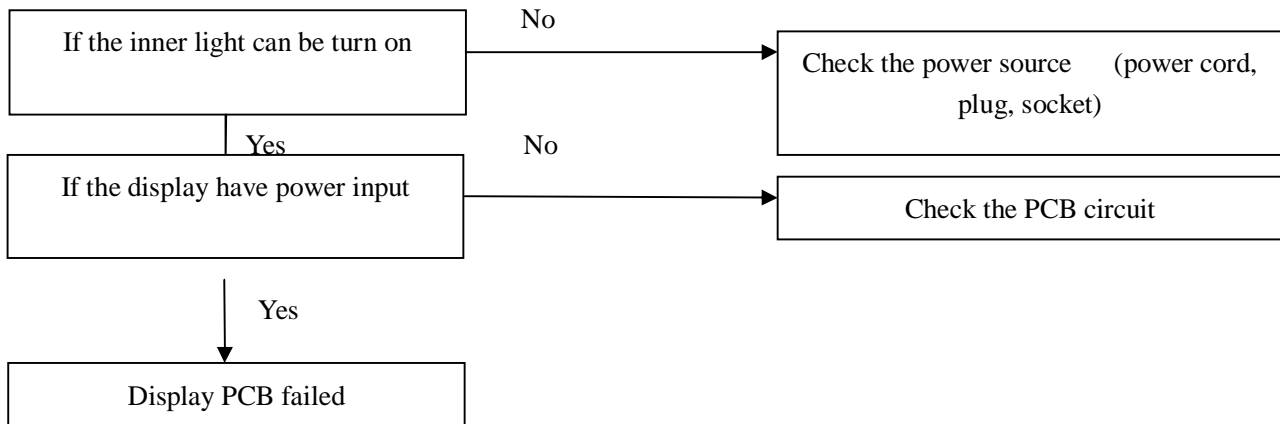 If the inner light can be turn on
No
Check the power source (power cord,
plug, socket)
Yes
If the display have power input
No
Check the PCB circuit
Yes
Display PCB failed